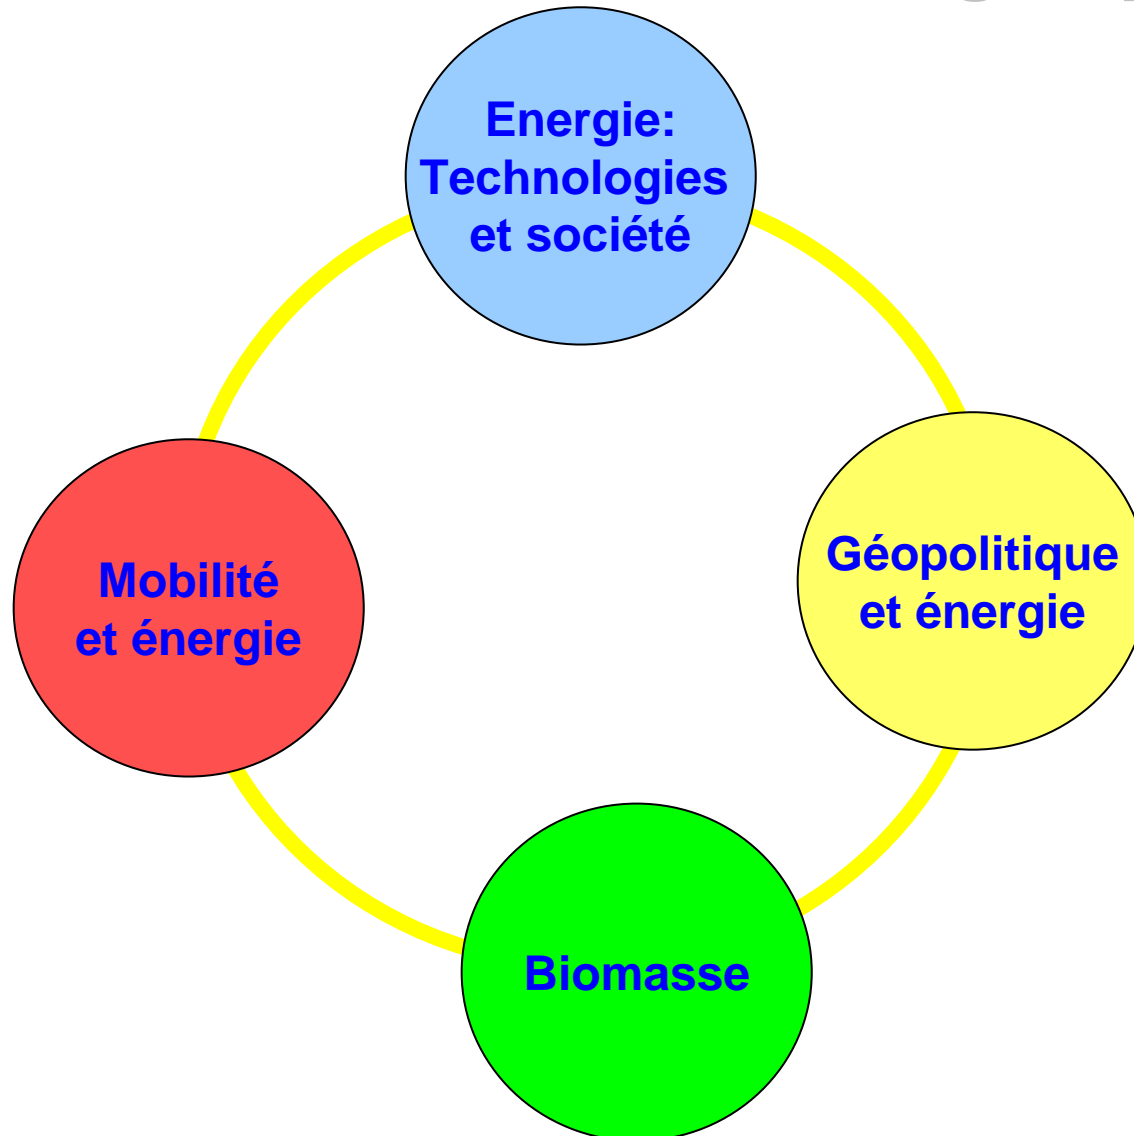 Energie:
Technologies
et société
Géopolitique
et énergie
Mobilité
et énergie
Biomasse